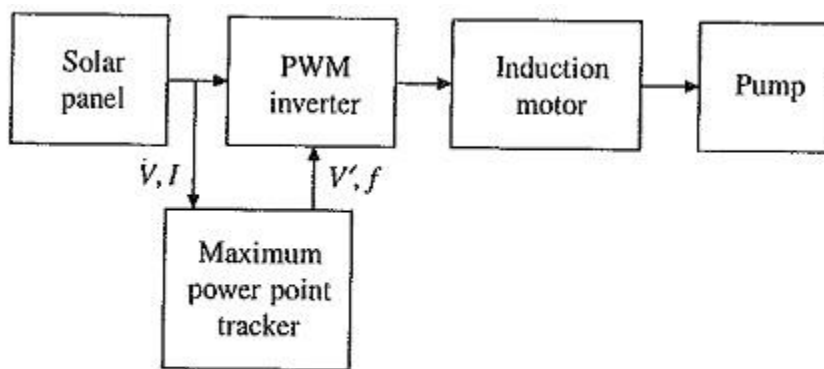 Solar
panel
PWM
inverter
Induction
motor
Pump
V, I
V', f
Maximum
power point
tracker